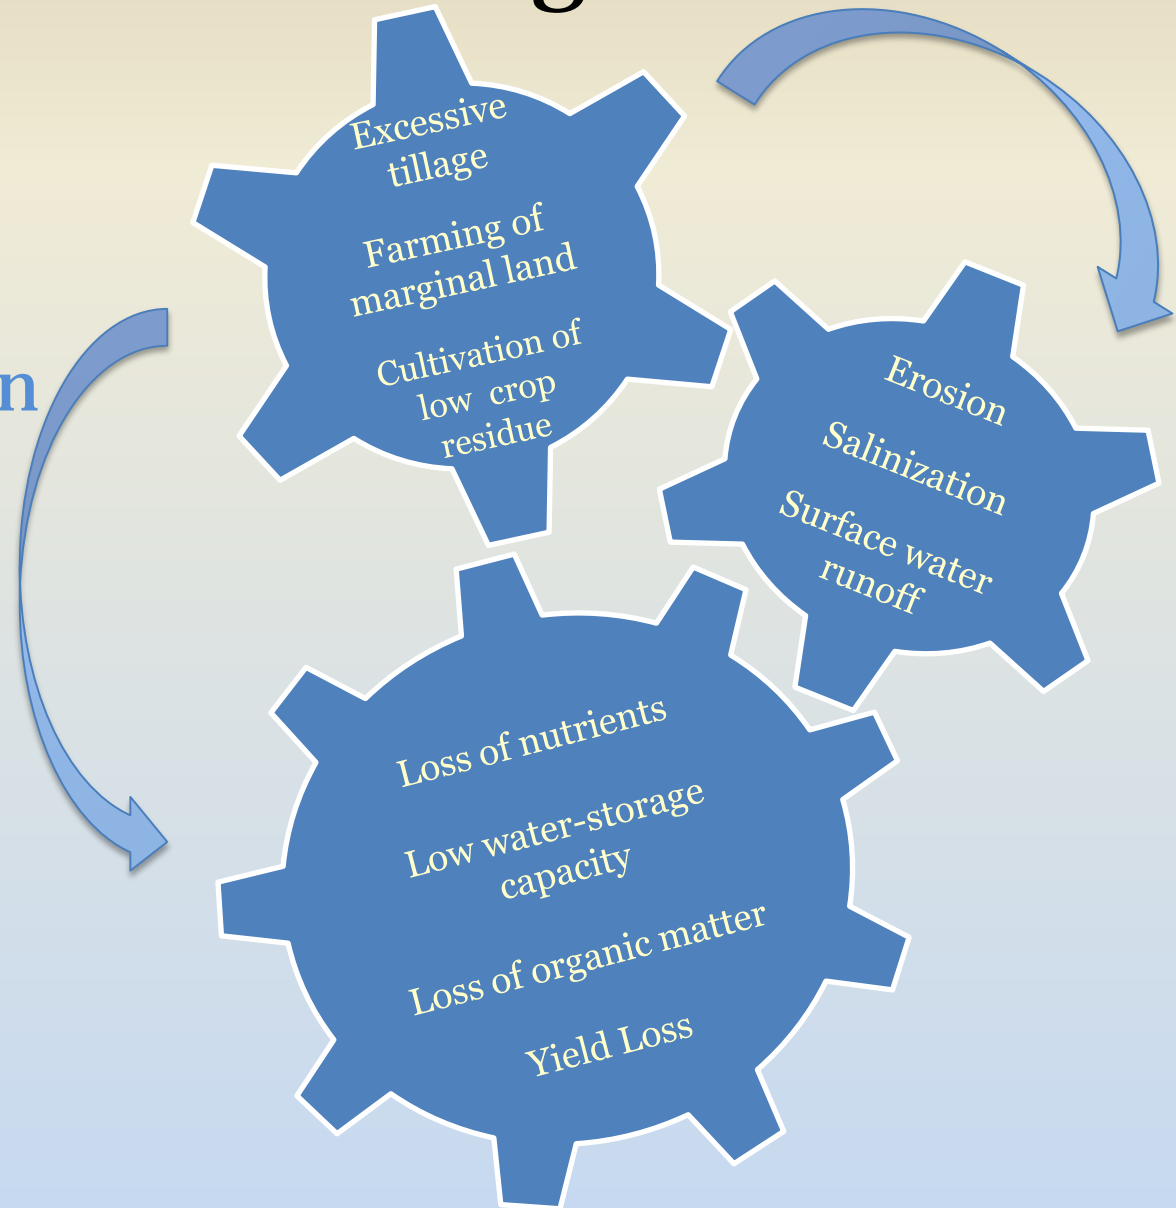 Excessive
tillage
Farming of
marginal land
Cultivation of
low crop
residue
Erosion
Salinization
Surface water
runoff
Loss of nutrients
Low water-storage
capacity
Loss of organic matter
Yield Loss